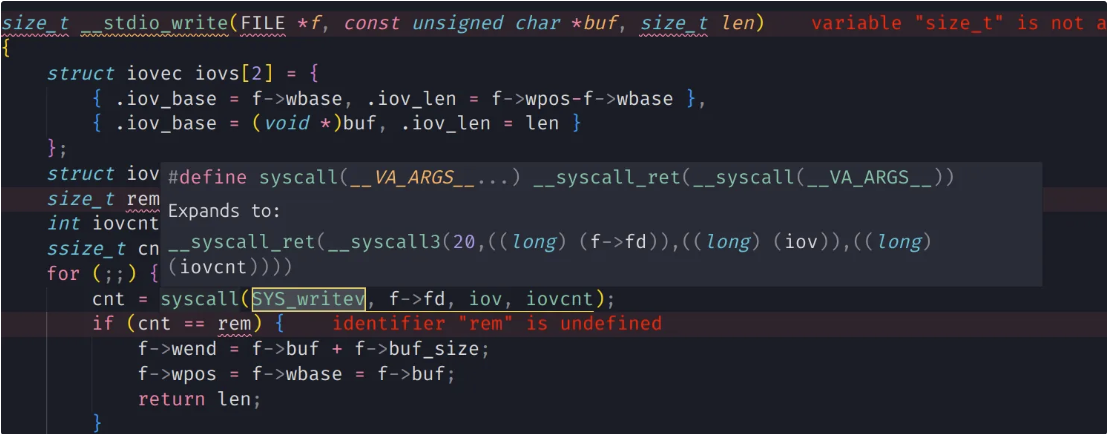 size_t __stdio_write(FILE *f, const unsigned char *buf, size_t len)    variable "size_t" is not a
{
    struct iovec iovs[2] = {
        { .iov_base = f->wbase, .iov_len = f->wpos-f->wbase },
        { .iov_base = (void *)buf, .iov_len = len }
    };
    struct iov
#define syscall(__VA_ARGS__...) __syscall_ret(__syscall(__VA_ARGS__))
    size_t rem
Expands to:
    int iovcnt
__syscall_ret(__syscall3(20,((long) (f->fd)),((long) (iov)),((long)
    ssize_t cn
(iovcnt))))
    for (;;) {
        cnt = syscall(SYS_writev, f->fd, iov, iovcnt);
        if (cnt == rem) {    identifier "rem" is undefined
            f->wend = f->buf + f->buf_size;
            f->wpos = f->wbase = f->buf;
            return len;
        }